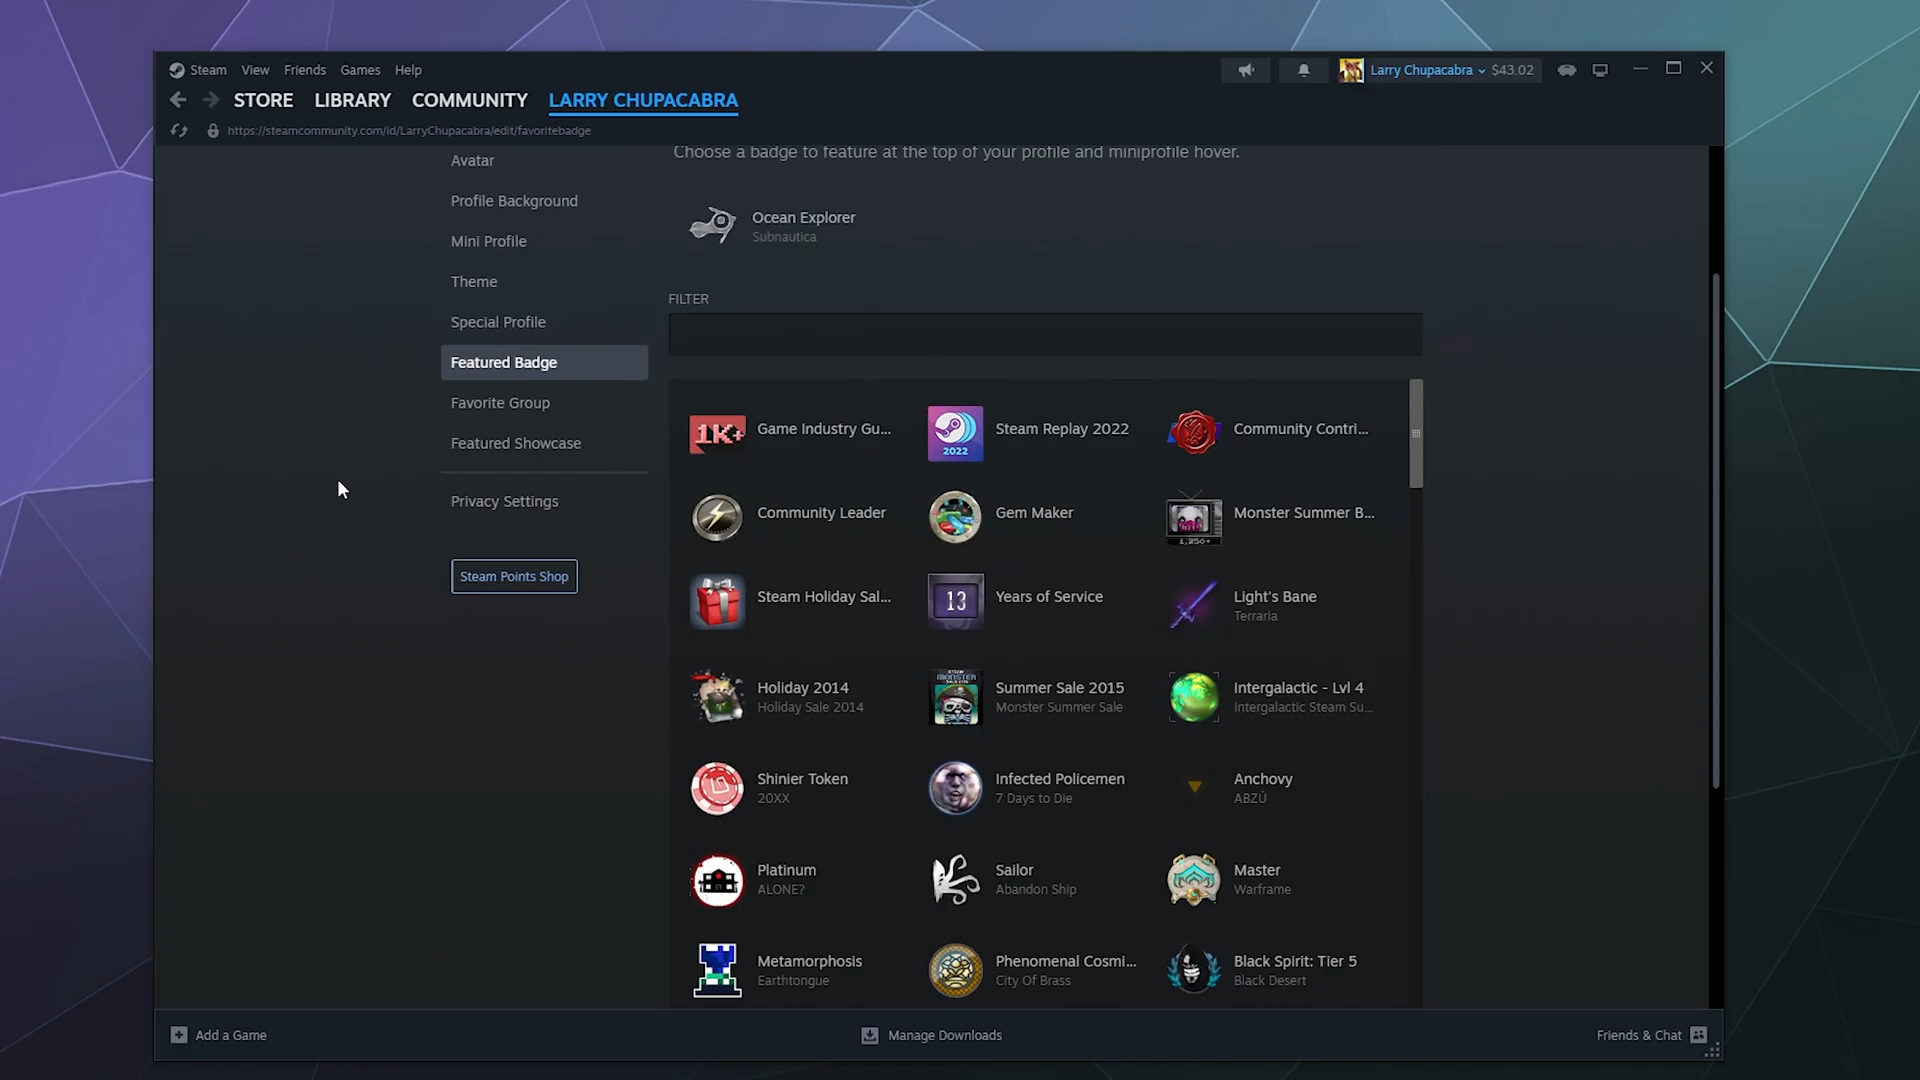 Steam View Friends Games Help
Larry Chupacabra $43.02
STORE LIBRARY COMMUNITY LARRY CHUPACABRA
https://steamcommunity.com/id/LarryChupacabra/edit/favoritebadge
Avatar
Profile Background
Mini Profile
Theme
Special Profile
Featured Badge
Favorite Group
Featured Showcase
Privacy Settings
Steam Points Shop
Choose a badge to feature at the top of your profile and miniprofile hover.
Ocean Explorer
Subnautica
FILTER
1K+ Game Industry Gu...
2022 Steam Replay 2022
Community Contri...
Community Leader
Gem Maker
1,250+ Monster Summer B...
Steam Holiday Sal...
13 Years of Service
Light's Bane
Terraria
Holiday 2014
Holiday Sale 2014
STEAM
MONSTER
Summer Sale 2015
Monster Summer Sale
Intergalactic - Lvl 4
Intergalactic Steam Su...
Shinier Token
20XX
Infected Policemen
7 Days to Die
Anchovy
ABZÛ
Platinum
ALONE?
Sailor
Abandon Ship
Master
Warframe
Metamorphosis
Earthtongue
Phenomenal Cosmi...
City Of Brass
Black Spirit: Tier 5
Black Desert
Add a Game
Manage Downloads
Friends & Chat